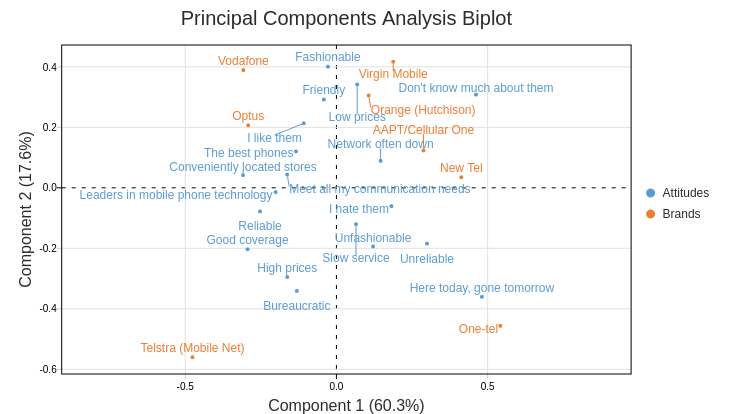 Principal Components Analysis Biplot
Component 2 (17.6%)
0.4
0.2
0.0
-0.2
-0.4
-0.6
Vodafone
Fashionable
Virgin Mobile
Friendly
Don't know much about them
Low prices
Orange (Hutchison)
Optus
AAPT/Cellular One
I like them
Network often down
The best phones
Conveniently located stores
New Tel
Leaders in mobile phone technology
Meet all my communication needs
I hate them
Reliable
Good coverage
Unfashionable
Slow service
Unreliable
High prices
Here today, gone tomorrow
Bureaucratic
One-tel
Telstra (Mobile Net)
-0.5
0.0
0.5
Component 1 (60.3%)
Attitudes
Brands